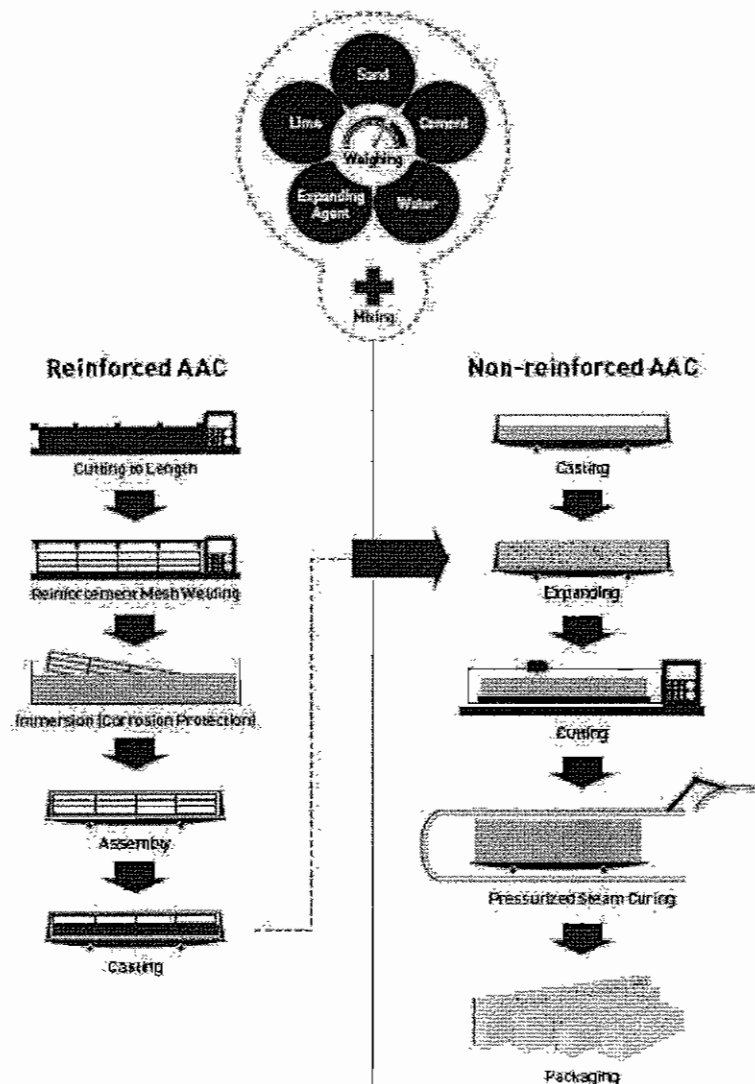 Sand
Lime
Cement
Weighing
Expanding
Agent
Water
Mixing
Reinforced AAC
Cutting to Length
Reinforcement Mesh Welding
Immersion (Corrosion Protection)
Assembly
Casting
Non-reinforced AAC
Casting
Expanding
Cutting
Pressurized Steam Curing
Packaging